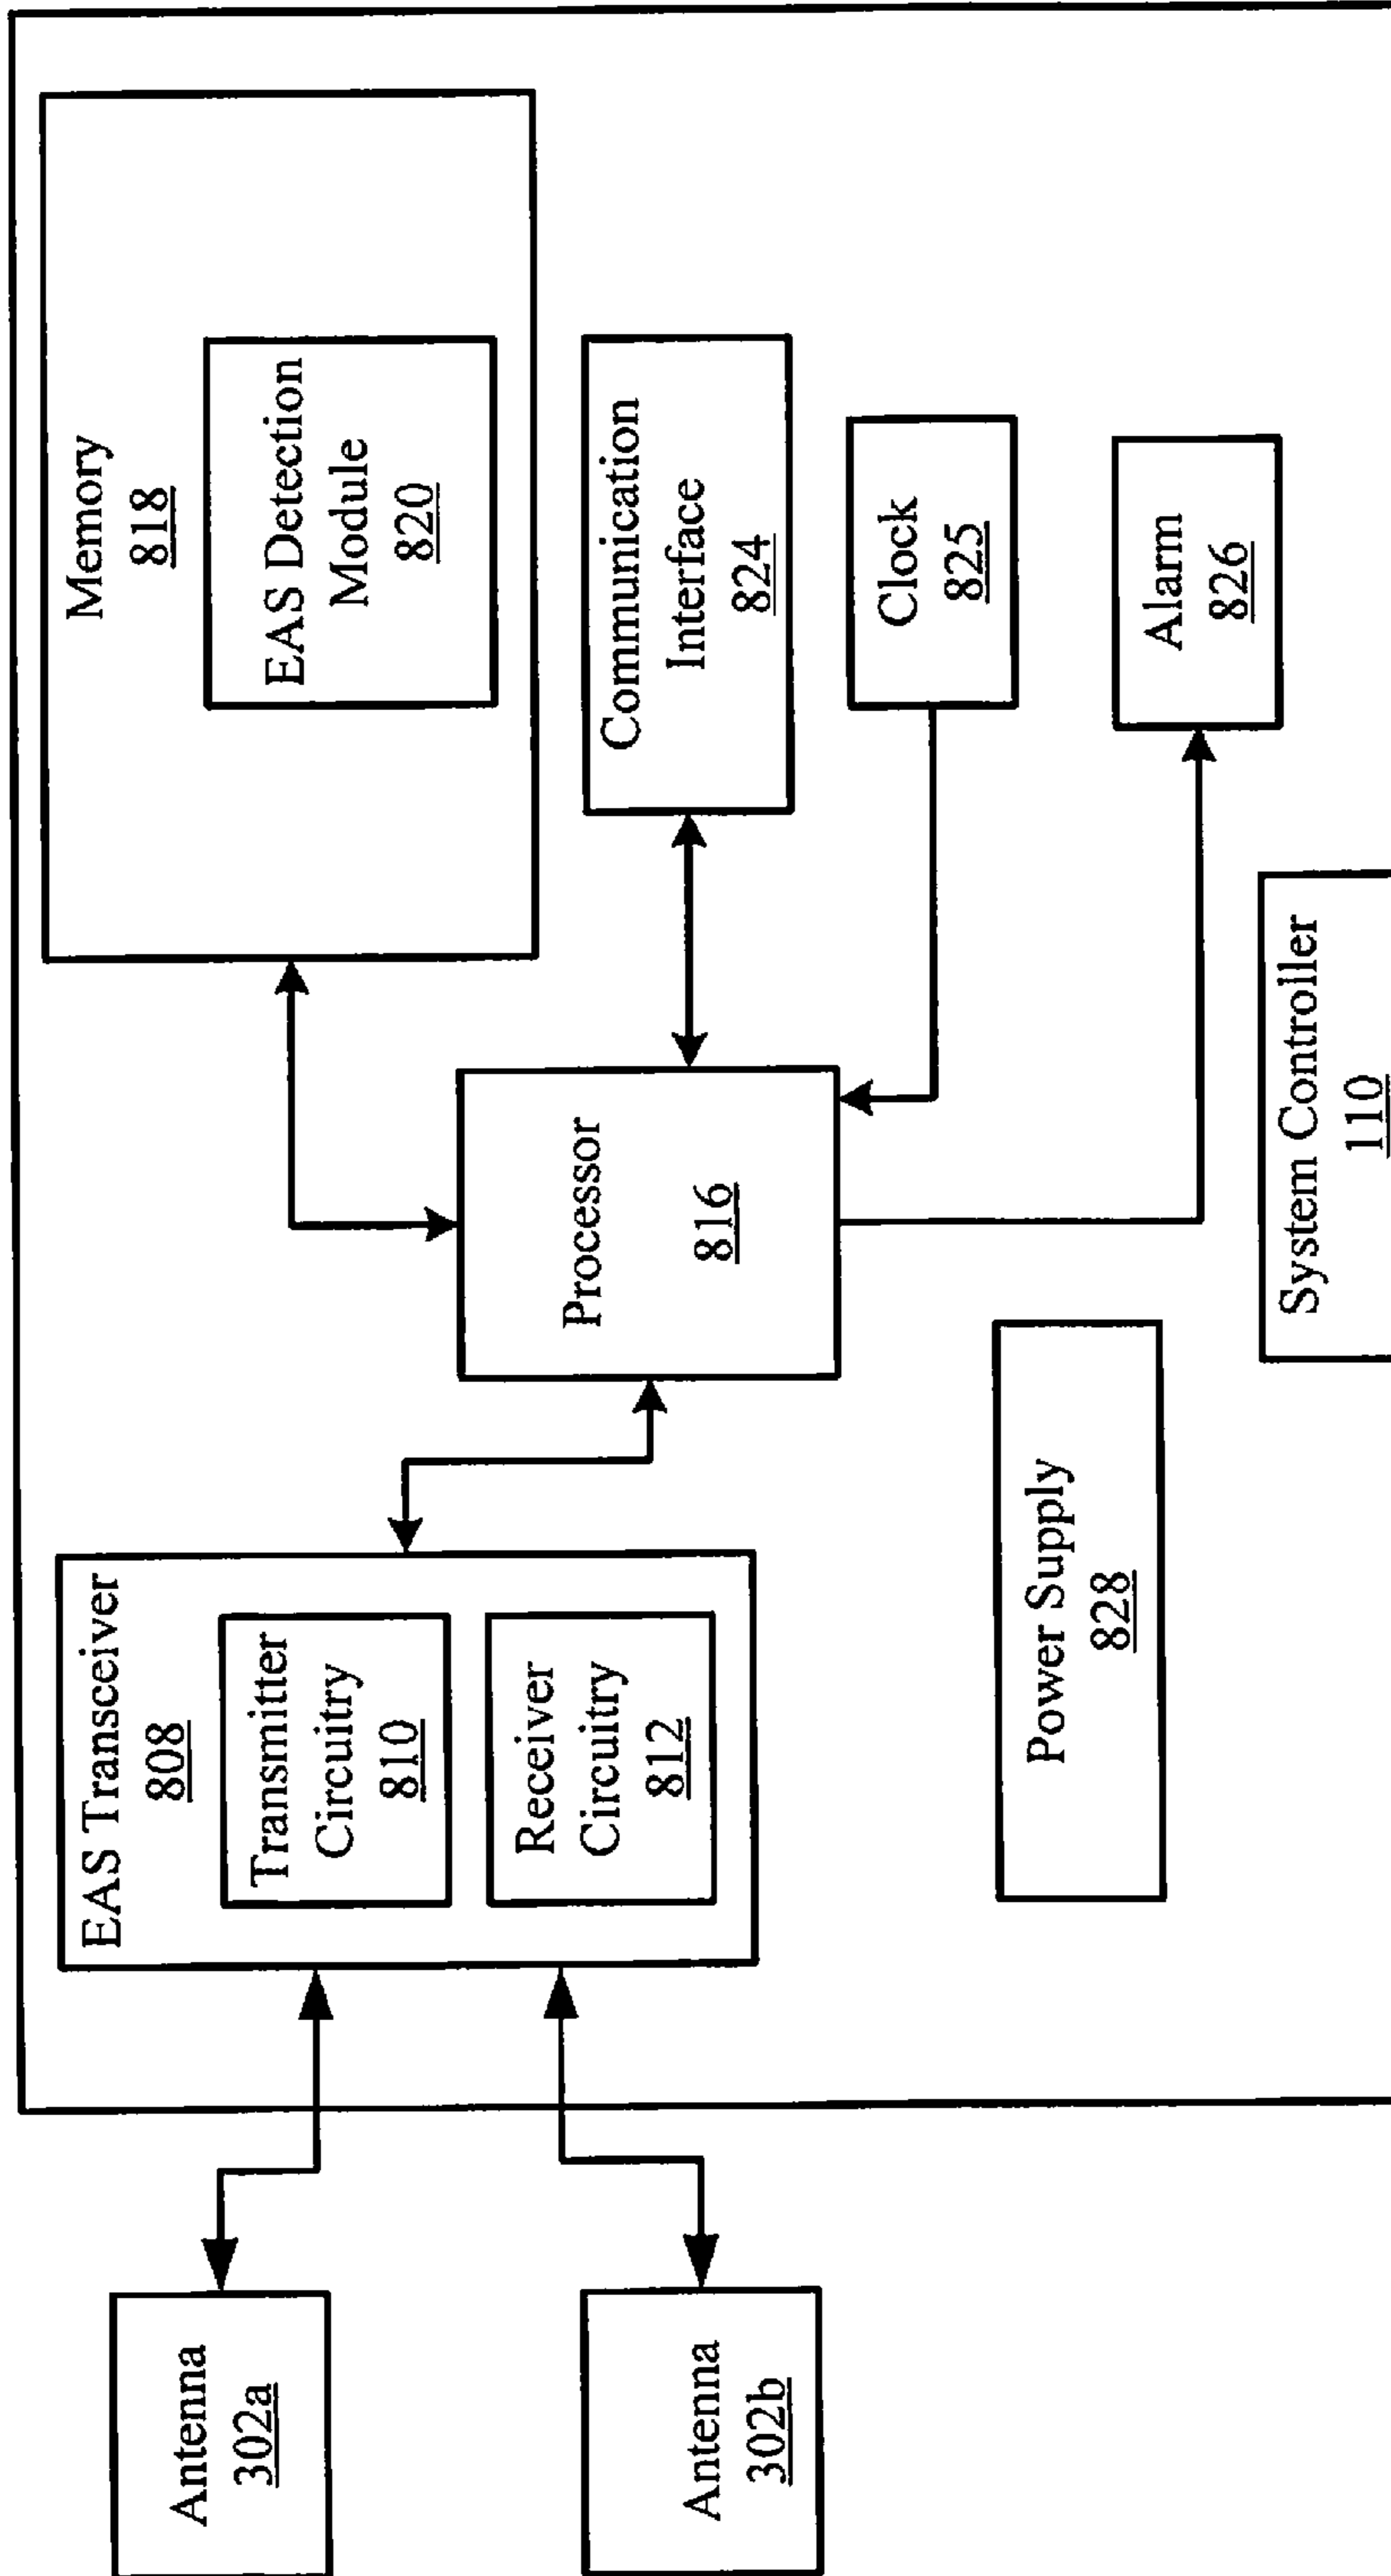 Antenna
302a
Antenna
302b
EAS Transceiver
808
Transmitter
Circuitry
810
Receiver
Circuitry
812
Processor
816
Memory
818
EAS Detection
Module
820
Communication
Interface
824
Clock
825
Alarm
826
Power Supply
828
System Controller
110